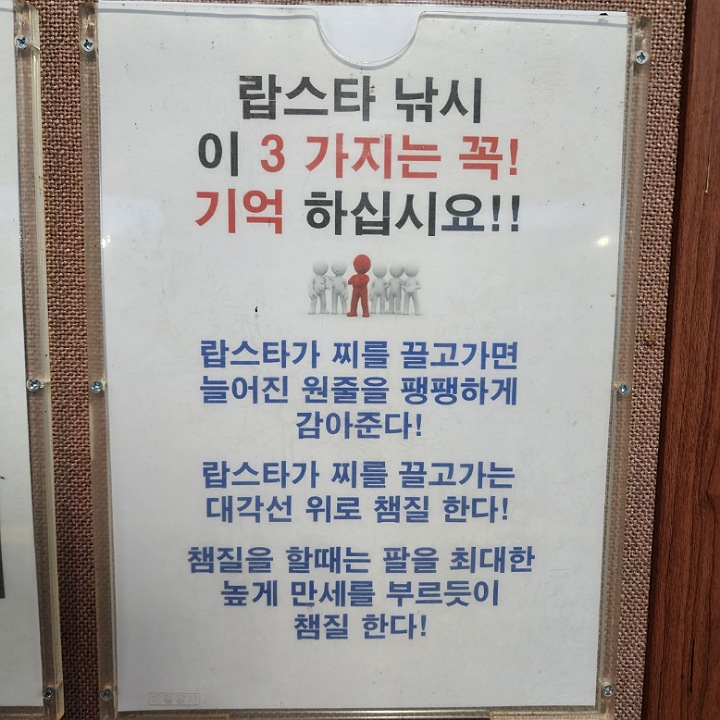 랍스타 낚시
이 3 가지는 꼭!
기억 하십시요!!
랍스타가 찌를 끌고가면
늘어진 원줄을 팽팽하게
감아준다!
랍스타가 찌를 끌고가는
대각선 위로 챔질 한다!
챔질을 할때는 팔을 최대한
높게 만세를 부르듯이
챔질 한다!